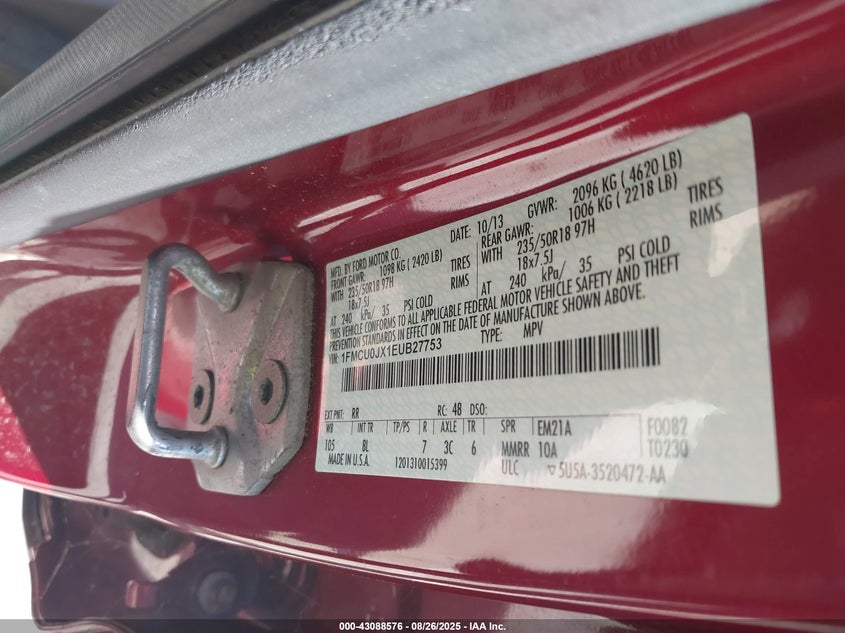 MFD. BY FORD MOTOR CO.
DATE: 10/13
GVWR: 2096 KG ( 4620 LB)
FRONT GAWR: 1098 KG ( 2420 LB)
REAR GAWR: 1006 KG ( 2218 LB)
WITH 235/50R18 97H TIRES
WITH 235/50R18 97H TIRES
18x7.5J RIMS
18x7.5J RIMS
AT 240 kPa/ 35 PSI COLD
AT 240 kPa/ 35 PSI COLD
THIS VEHICLE CONFORMS TO ALL APPLICABLE FEDERAL MOTOR VEHICLE SAFETY AND THEFT
PREVENTION STANDARDS IN EFFECT ON THE DATE OF MANUFACTURE SHOWN ABOVE.
VIN: 1FMCU0JX1EUB27753
TYPE: MPV
EXT PNT: RR RC: 48 DSO:
WB INT TR TP/PS R AXLE TR SPR EM21A F0082
105 8L 7 3C 6 MMRR 10A T0230
MADE IN U.S.A. 1201310015399 ULC ▽5U5A-3520472-AA
000-43088576 - 08/26/2025 - IAA Inc.